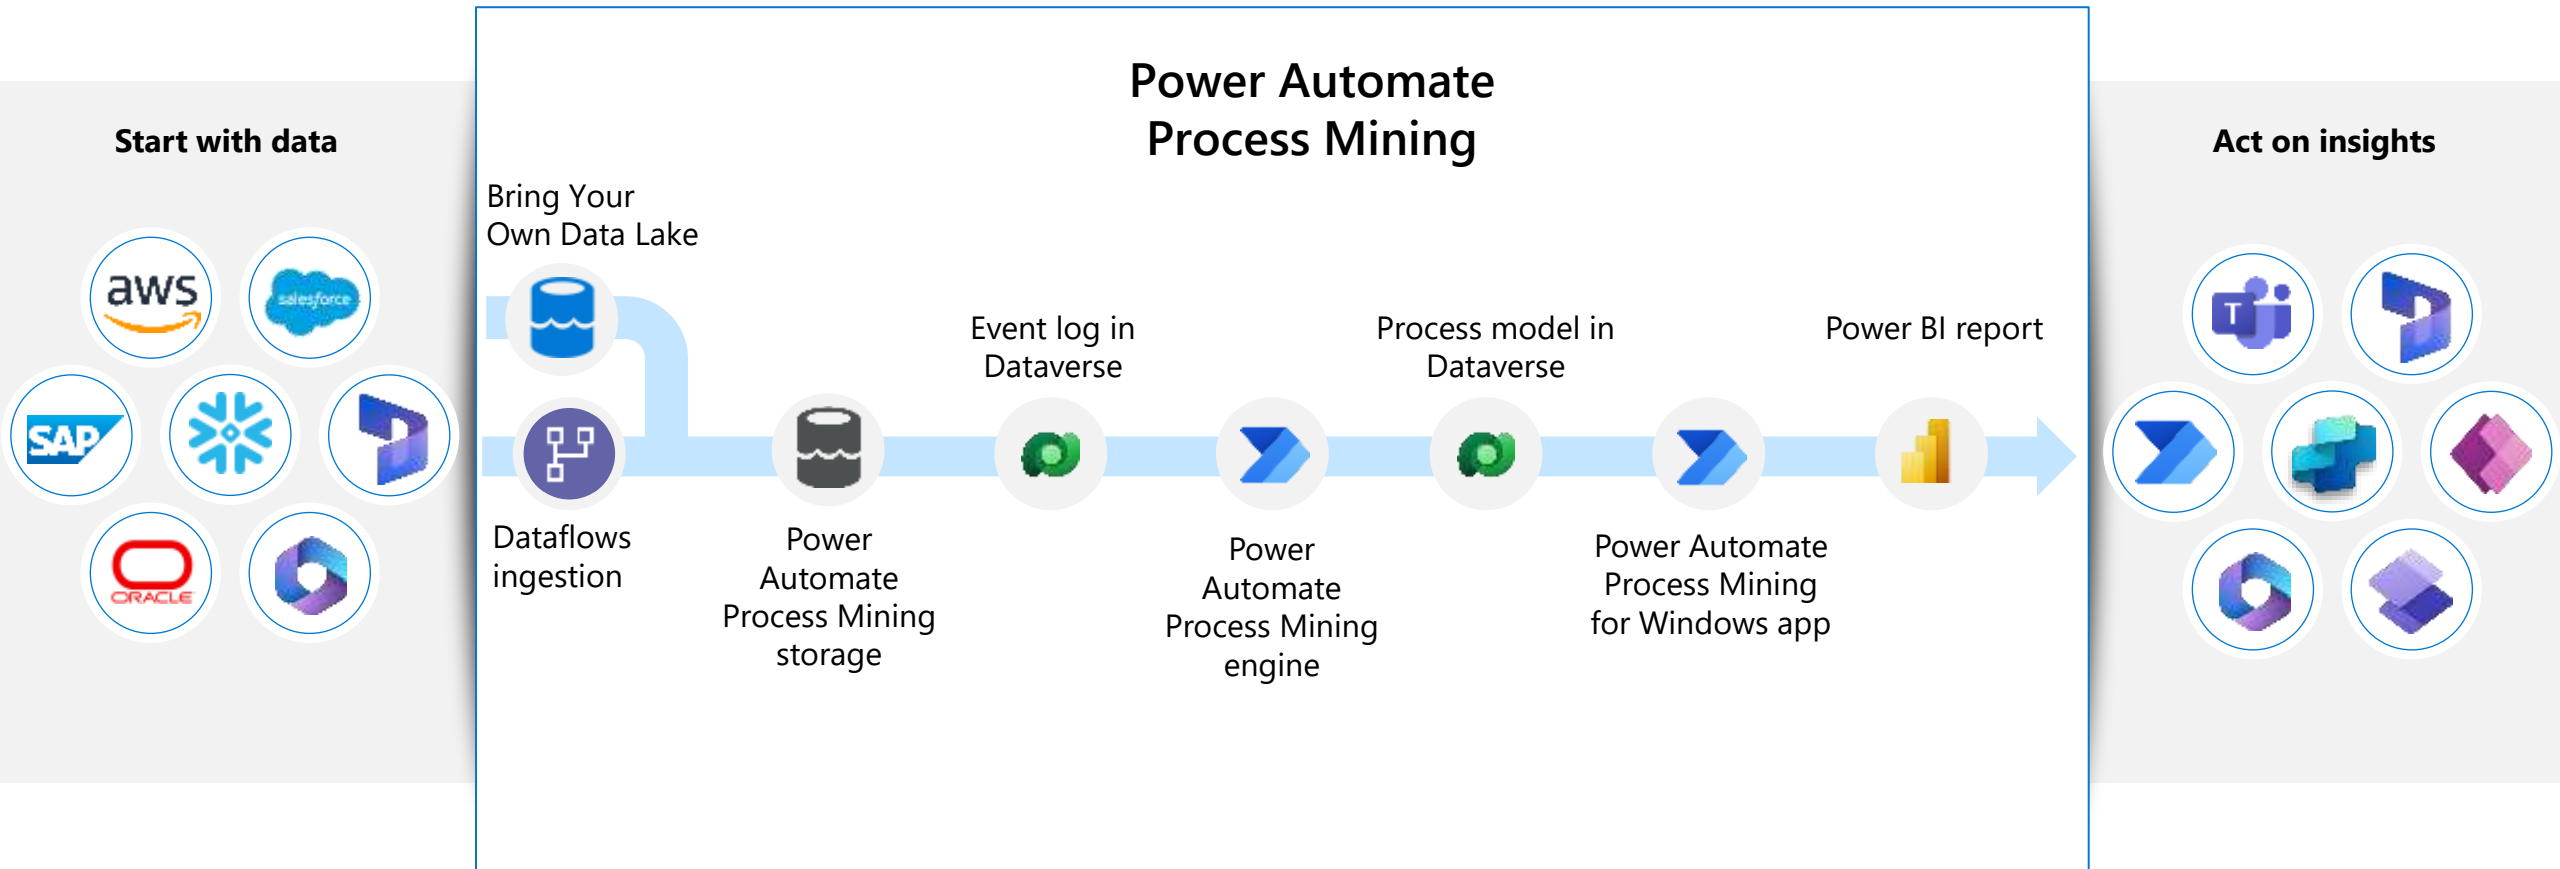 Power Automate
Process Mining
Start with data
aws
salesforce
SAP
ORACLE
Bring Your
Own Data Lake
Dataflows
ingestion
Power
Automate
Process Mining
storage
Event log in
Dataverse
Power
Automate
Process Mining
engine
Process model in
Dataverse
Power Automate
Process Mining
for Windows app
Power BI report
Act on insights
T